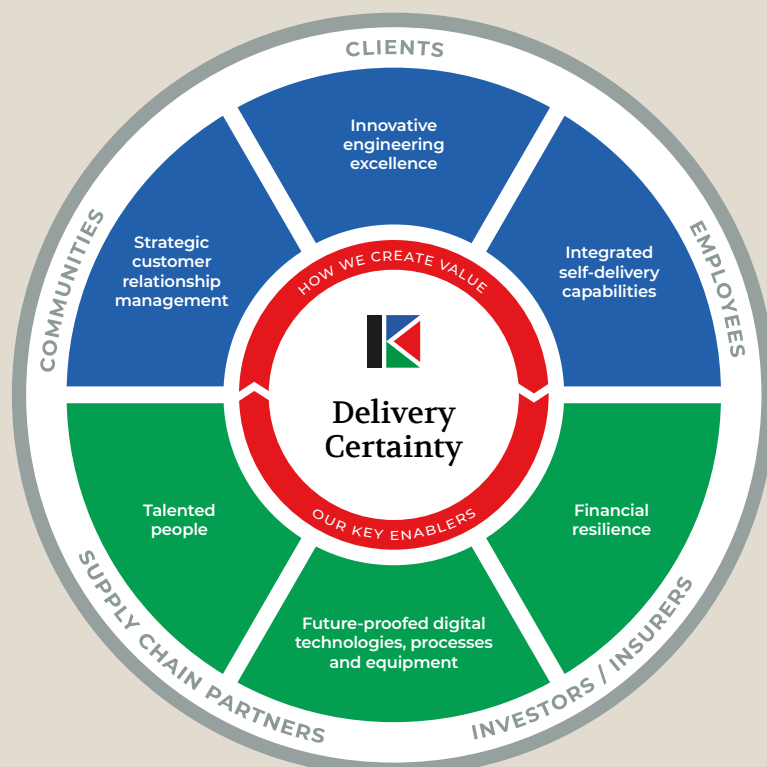 CLIENTS
Innovative
engineering
excellence
COMMUNITIES
Strategic
customer
relationship
management
Integrated
self-delivery
capabilities
EMPLOYEES
HOW WE CREATE VALUE
Delivery
Certainty
OUR KEY ENABLERS
Talented
people
Financial
resilience
Future-proofed digital
technologies, processes
and equipment
SUPPLY CHAIN PARTNERS
INVESTORS / INSURERS